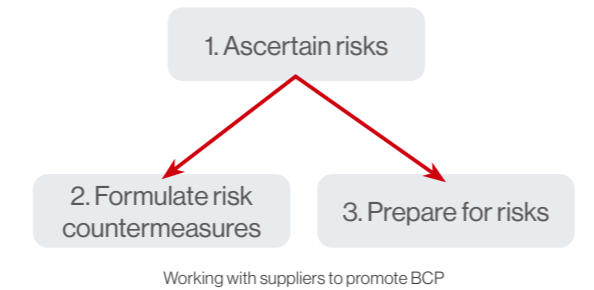 1. Ascertain risks
2. Formulate risk
countermeasures
3. Prepare for risks
Working with suppliers to promote BCP